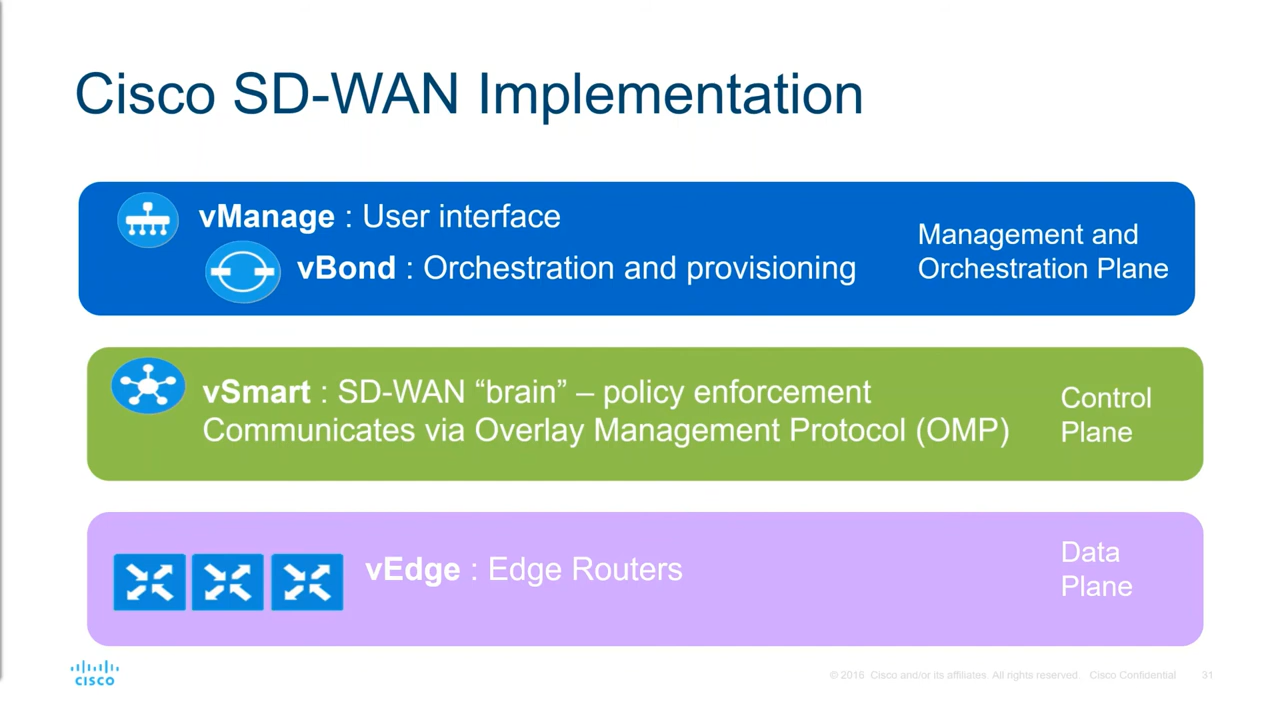 Cisco SD-WAN Implementation
vManage : User interface
vBond : Orchestration and provisioning
Management and
Orchestration Plane
vSmart : SD-WAN “brain” – policy enforcement
Communicates via Overlay Management Protocol (OMP)
Control
Plane
vEdge : Edge Routers
Data
Plane
CISCO
© 2016 Cisco and/or its affiliates. All rights reserved. Cisco Confidential 31